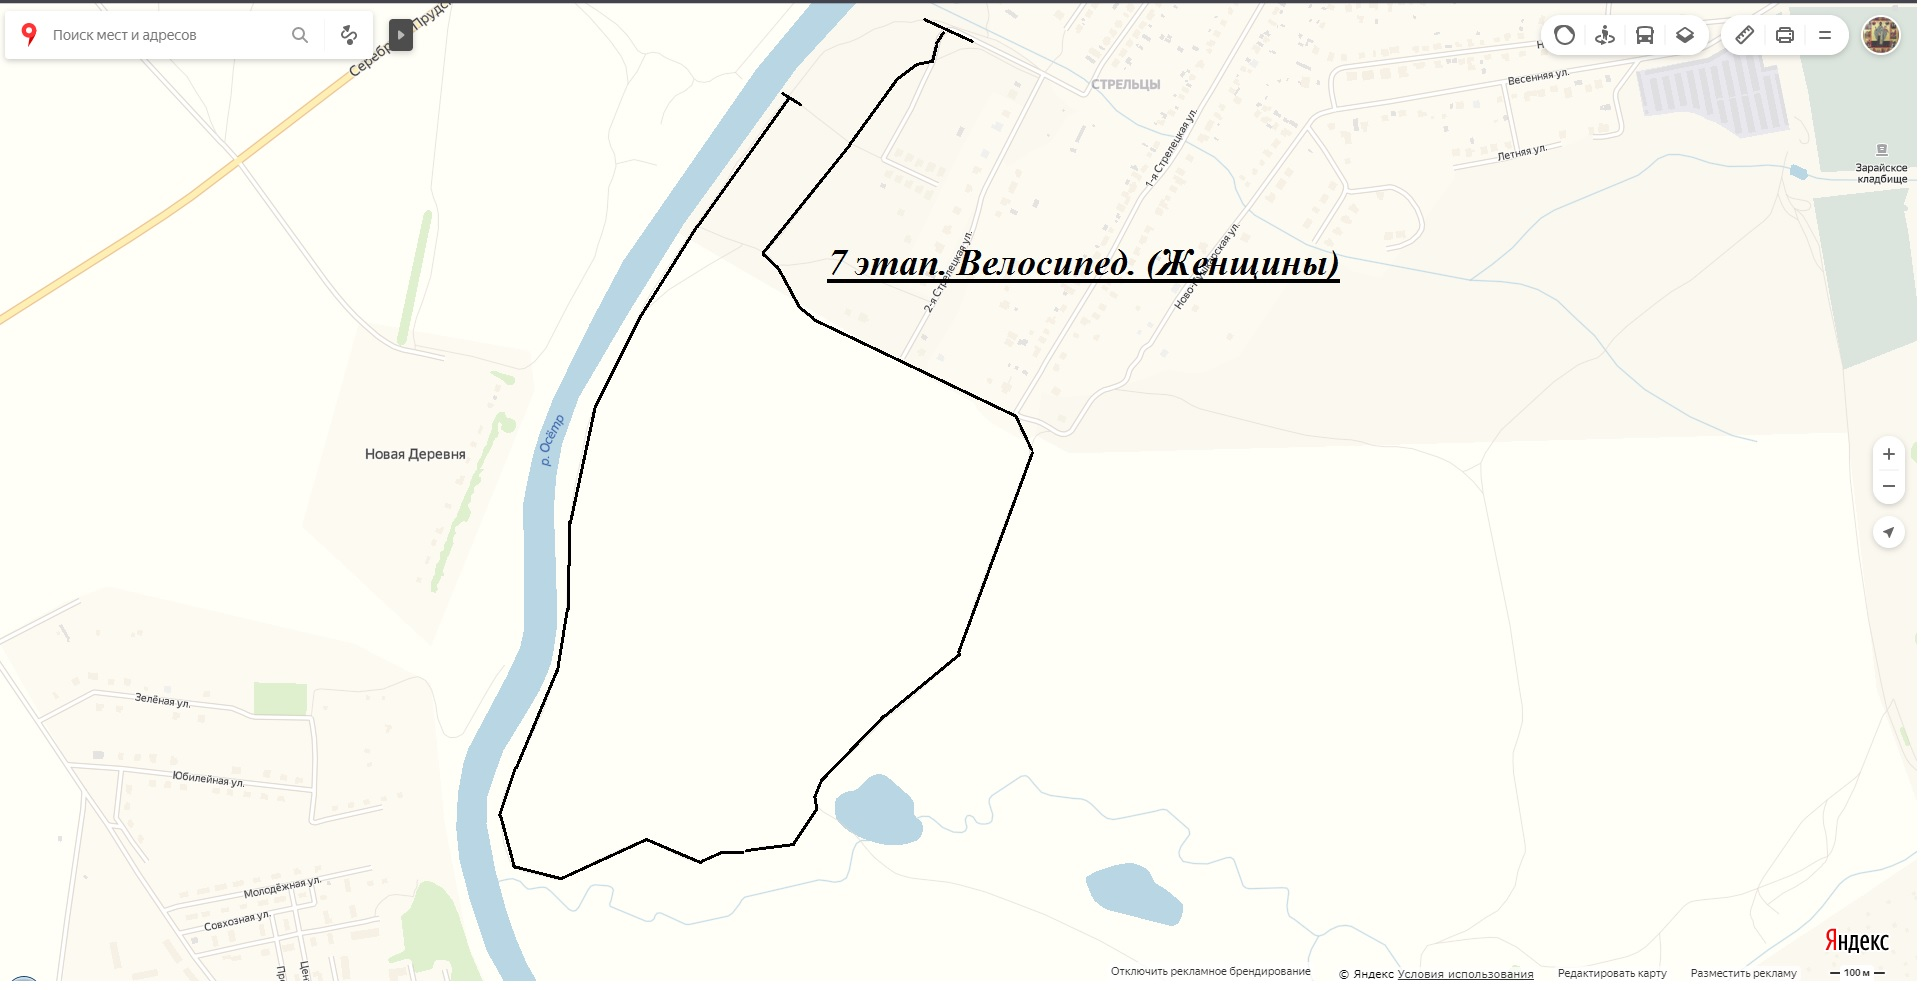 Поиск мест и адресов
Серебряно-Прудск
СТРЕЛЬЦЫ
Весенняя ул.
Летняя ул.
1-я Стрелецкая ул.
Зарайское
кладбище
7 этап. Велосипед. (Женщины)
2-я Стрелецкая ул.
р. Осётр
Новая Деревня
Зелёная ул.
Юбилейная ул.
Молодёжная ул.
Совхозная ул.
Яндекс
Отключить рекламное брендирование
© Яндекс Условия использования
Редактировать карту
Разместить рекламу
100 м